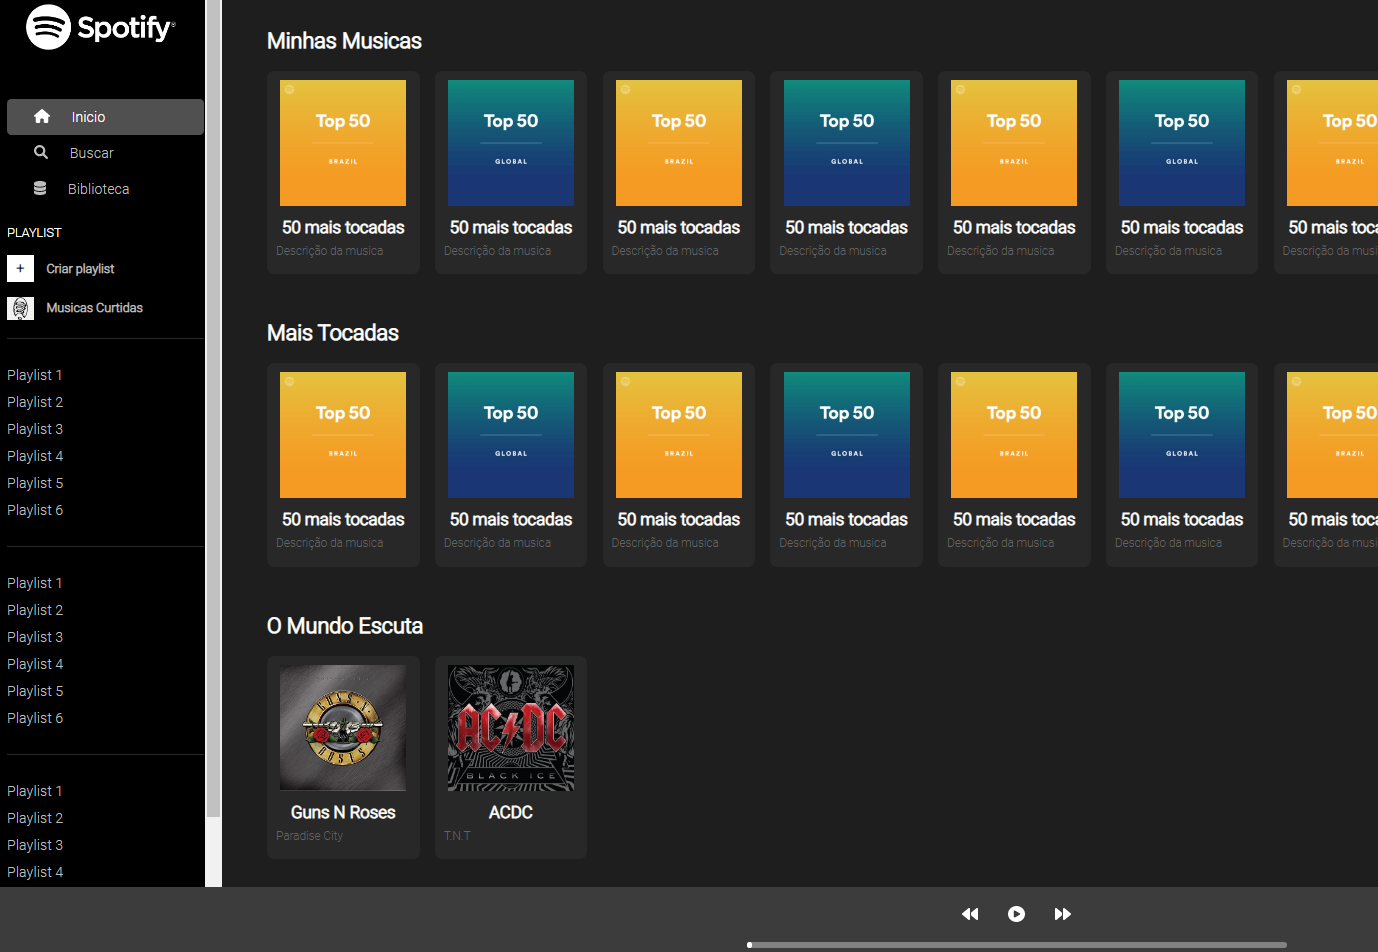 Spotify®
Inicio
Buscar
Biblioteca
PLAYLIST
+ Criar playlist
Musicas Curtidas
Playlist 1
Playlist 2
Playlist 3
Playlist 4
Playlist 5
Playlist 6
Playlist 1
Playlist 2
Playlist 3
Playlist 4
Playlist 5
Playlist 6
Playlist 1
Playlist 2
Playlist 3
Playlist 4
Minhas Musicas
Top 50 Top 50 Top 50 Top 50 Top 50 Top 50 Top 50
BRAZIL GLOBAL BRAZIL GLOBAL BRAZIL GLOBAL BRAZIL
50 mais tocadas 50 mais tocadas 50 mais tocadas 50 mais tocadas 50 mais tocadas 50 mais tocadas 50 mais toca
Descrição da musica Descrição da musica Descrição da musica Descrição da musica Descrição da musica Descrição da musica Descrição da musi
Mais Tocadas
Top 50 Top 50 Top 50 Top 50 Top 50 Top 50 Top 50
BRAZIL GLOBAL BRAZIL GLOBAL BRAZIL GLOBAL BRAZIL
50 mais tocadas 50 mais tocadas 50 mais tocadas 50 mais tocadas 50 mais tocadas 50 mais tocadas 50 mais toca
Descrição da musica Descrição da musica Descrição da musica Descrição da musica Descrição da musica Descrição da musica Descrição da musi
O Mundo Escuta
GUNS N ROSES
AC DC
BLACK ICE
Guns N Roses ACDC
Paradise City T.N.T